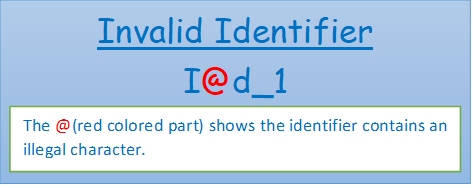 Invalid Identifier
I@d_1
The @(red colored part) shows the identifier contains an
illegal character.